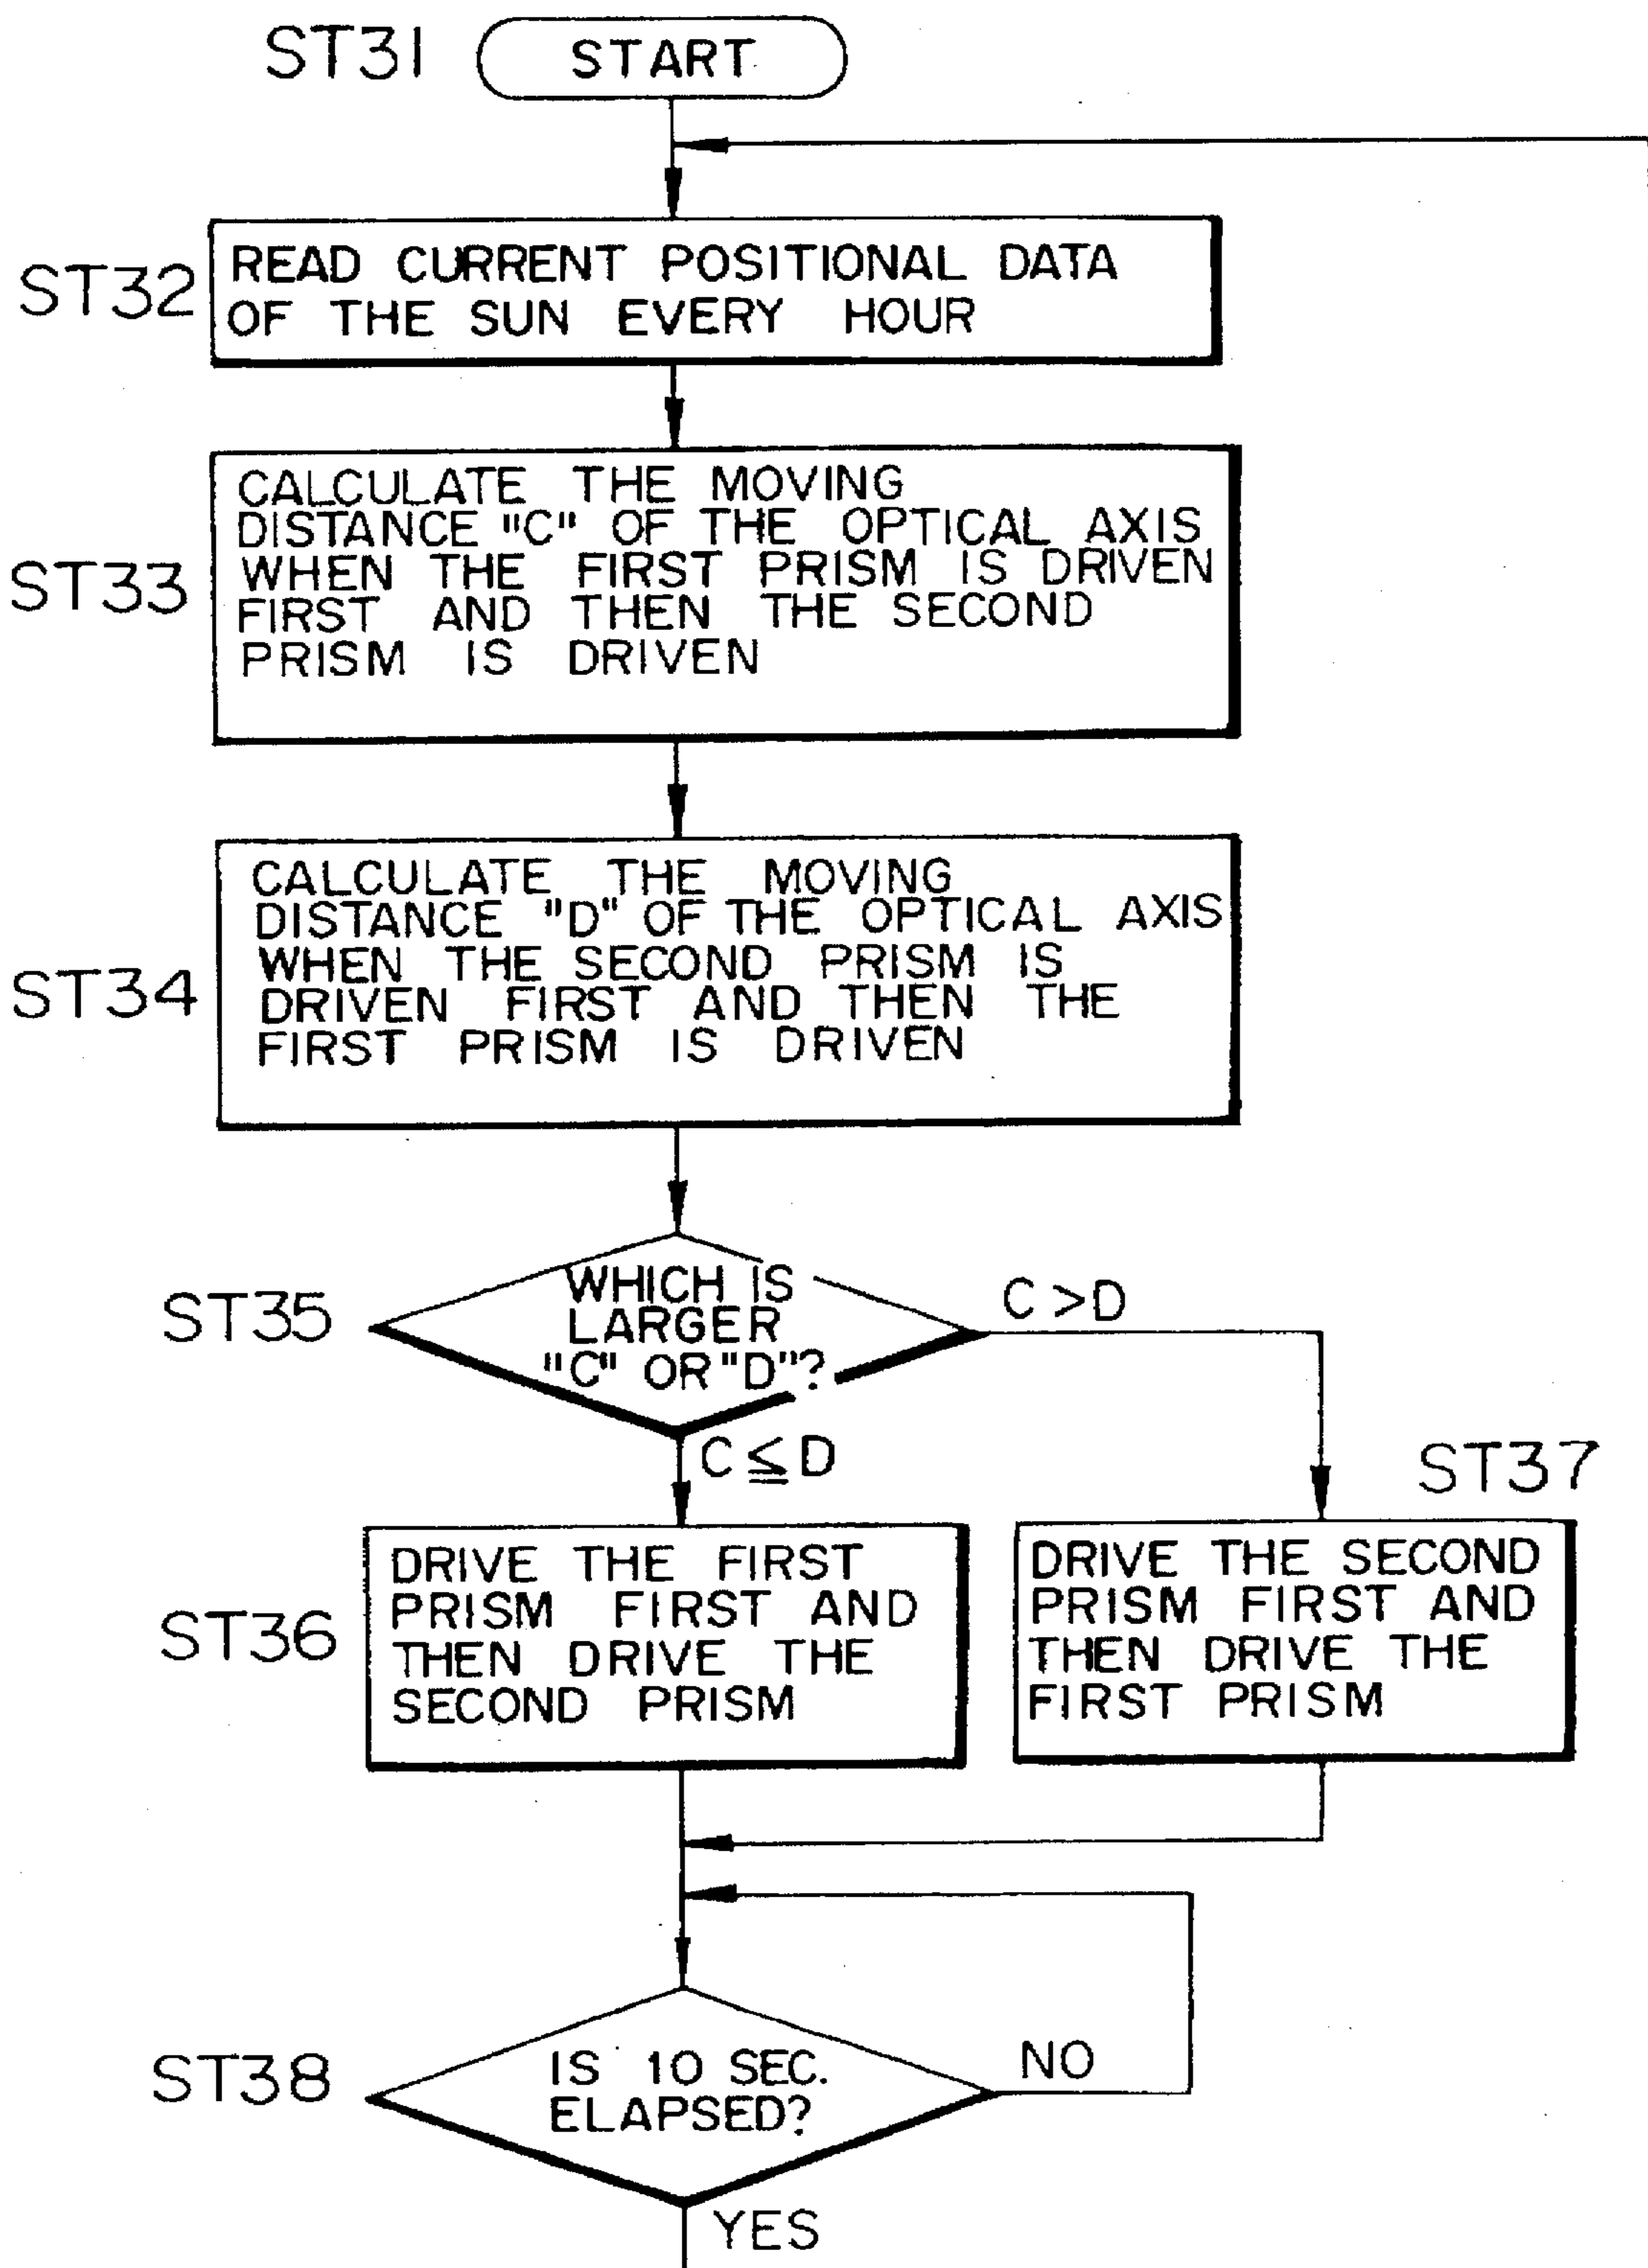 ST31
START
ST32
READ CURRENT POSITIONAL DATA
OF THE SUN EVERY HOUR
ST33
CALCULATE THE MOVING
DISTANCE "C" OF THE OPTICAL AXIS
WHEN THE FIRST PRISM IS DRIVEN
FIRST AND THEN THE SECOND
PRISM IS DRIVEN
ST34
CALCULATE THE MOVING
DISTANCE "D" OF THE OPTICAL AXIS
WHEN THE SECOND PRISM IS
DRIVEN FIRST AND THEN THE
FIRST PRISM IS DRIVEN
ST35
WHICH IS
LARGER
"C" OR "D"?
C > D
C ≦ D
ST36
DRIVE THE FIRST
PRISM FIRST AND
THEN DRIVE THE
SECOND PRISM
ST37
DRIVE THE SECOND
PRISM FIRST AND
THEN DRIVE THE
FIRST PRISM
ST38
IS 10 SEC.
ELAPSED?
NO
YES